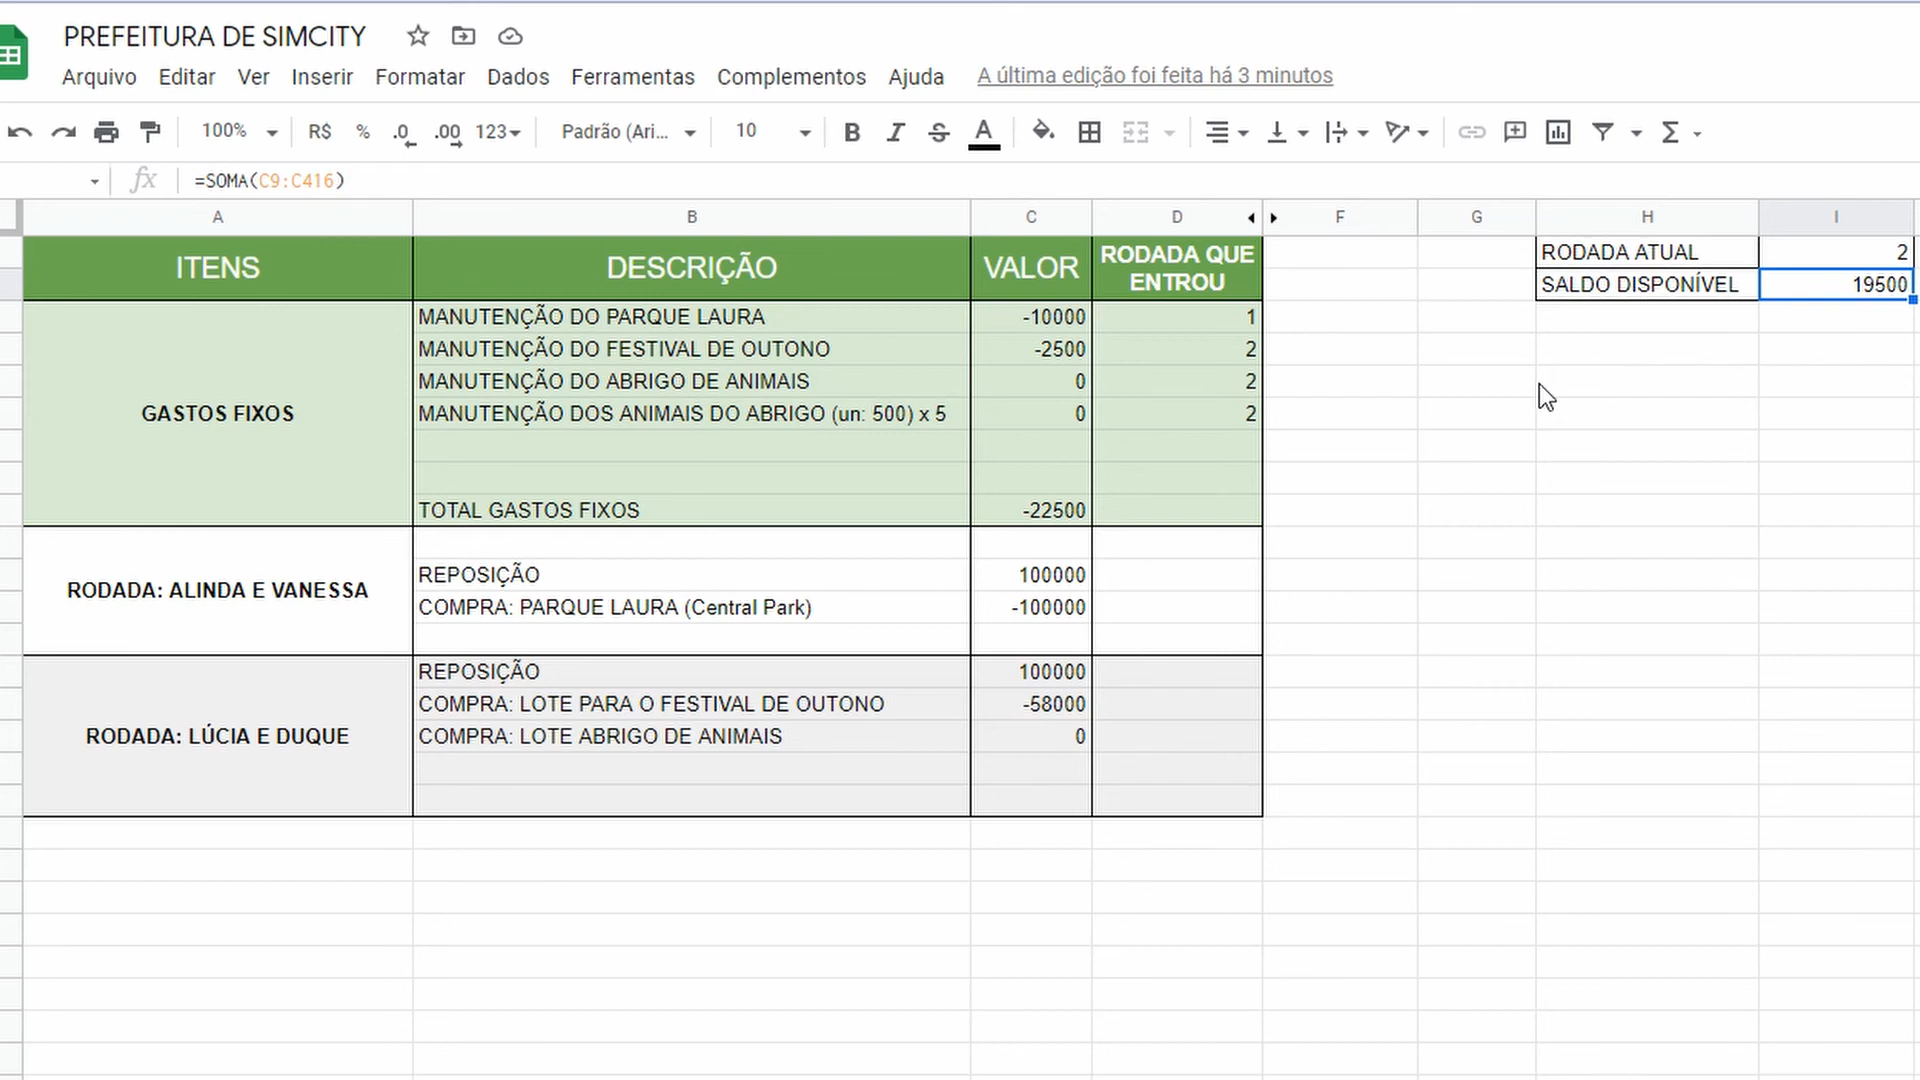 PREFEITURA DE SIMCITY
Arquivo Editar Ver Inserir Formatar Dados Ferramentas Complementos Ajuda A última edição foi feita há 3 minutos
100% R$ % .0 .00 123 Padrão (Ari... 10 B I S A Σ
fx =SOMA(C9:C416)
A B C D F G H I
ITENS DESCRIÇÃO VALOR RODADA QUE ENTROU
RODADA ATUAL 2
SALDO DISPONÍVEL 19500
GASTOS FIXOS
MANUTENÇÃO DO PARQUE LAURA -10000 1
MANUTENÇÃO DO FESTIVAL DE OUTONO -2500 2
MANUTENÇÃO DO ABRIGO DE ANIMAIS 0 2
MANUTENÇÃO DOS ANIMAIS DO ABRIGO (un: 500) x 5 0 2
TOTAL GASTOS FIXOS -22500
RODADA: ALINDA E VANESSA
REPOSIÇÃO 100000
COMPRA: PARQUE LAURA (Central Park) -100000
RODADA: LÚCIA E DUQUE
REPOSIÇÃO 100000
COMPRA: LOTE PARA O FESTIVAL DE OUTONO -58000
COMPRA: LOTE ABRIGO DE ANIMAIS 0